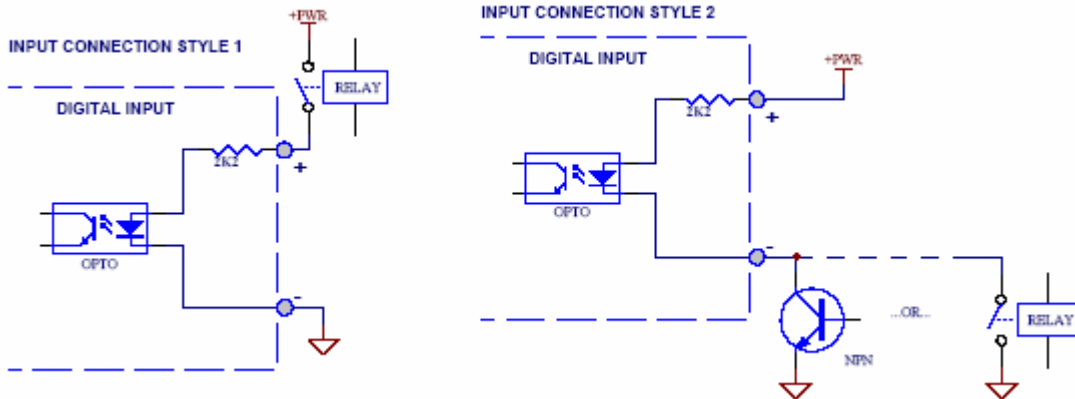 INPUT CONNECTION STYLE 1
+PWR
RELAY
DIGITAL INPUT
2K2
+
OPTO
-
INPUT CONNECTION STYLE 2
DIGITAL INPUT
+PWR
2K2
+
OPTO
-
NPN
...OR...
RELAY